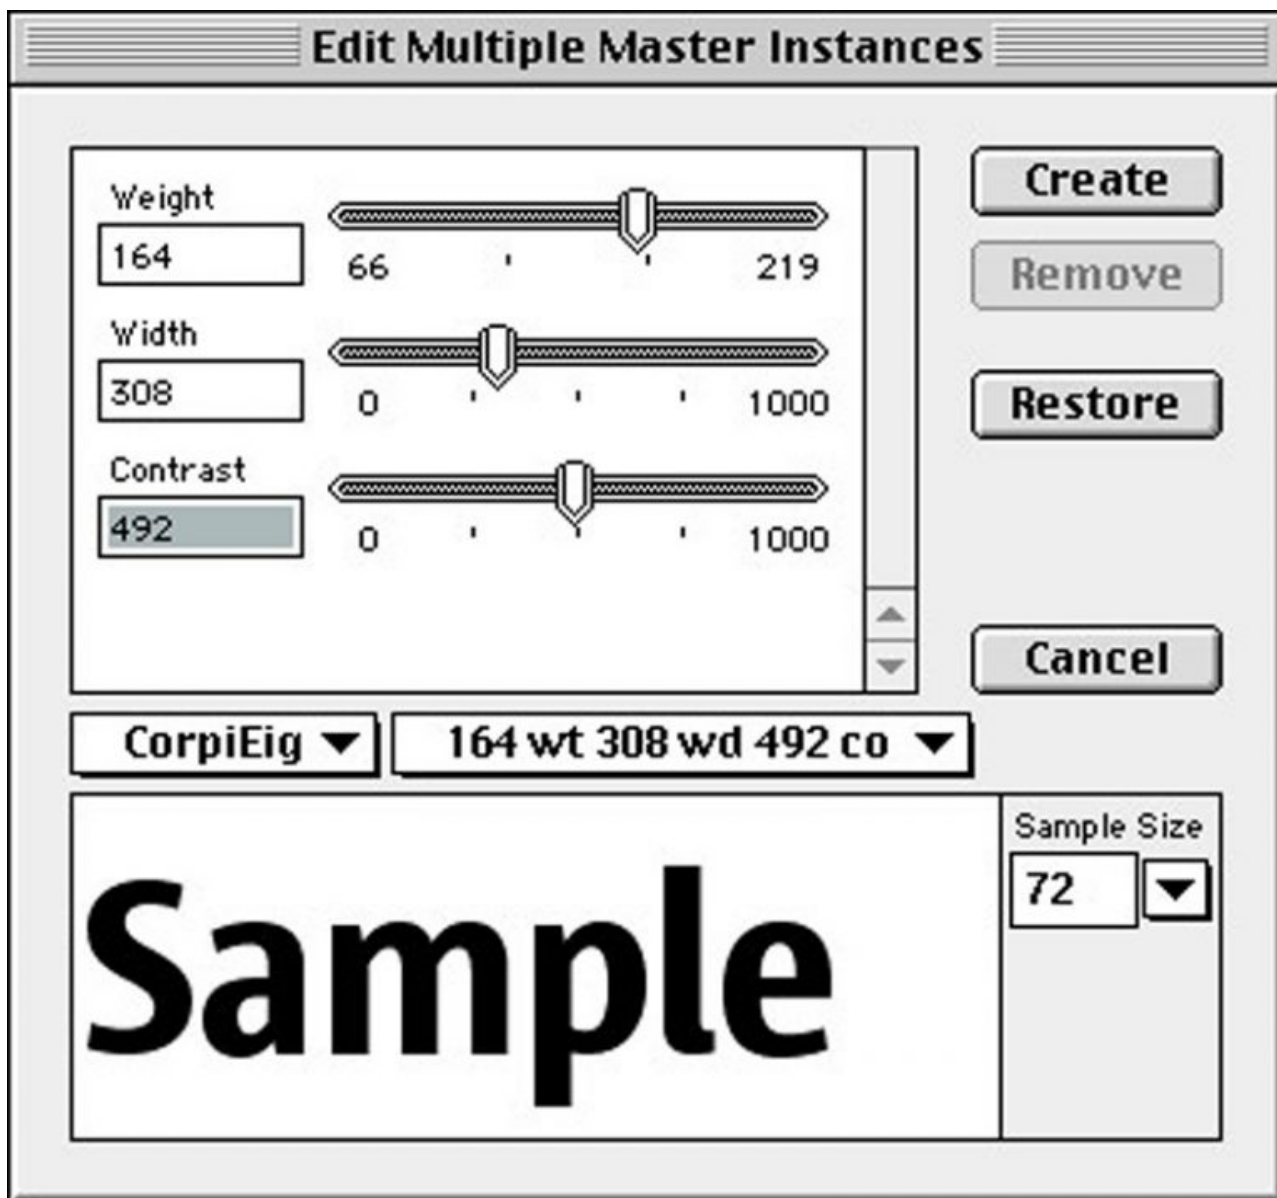 Edit Multiple Master Instances
Weight
164
66 219
Width
308
0 1000
Contrast
492
0 1000
Create
Remove
Restore
Cancel
CorpiEig 164 wt 308 wd 492 co
Sample
Sample Size
72